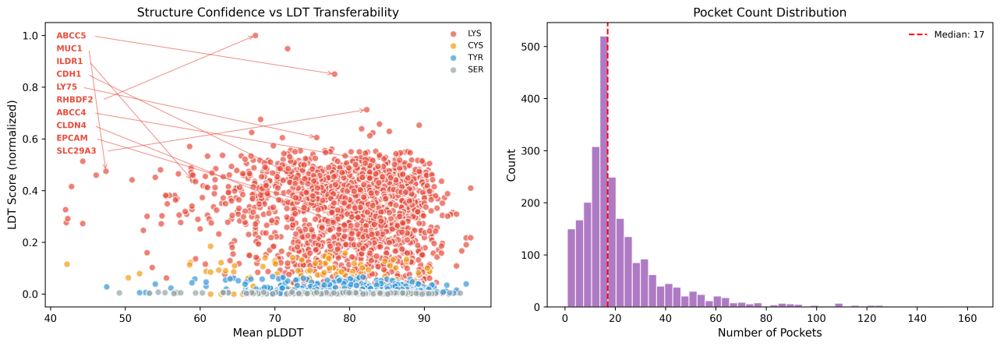 Structure Confidence vs LDT Transferability
LDT Score (normalized)
1.0
0.8
0.6
0.4
0.2
0.0
ABCC5
MUC1
ILDR1
CDH1
LY75
RHBDF2
ABCC4
CLDN4
EPCAM
SLC29A3
LYS
CYS
TYR
SER
40 50 60 70 80 90
Mean pLDDT
Pocket Count Distribution
Count
500
400
300
200
100
0
Median: 17
0 20 40 60 80 100 120 140 160
Number of Pockets